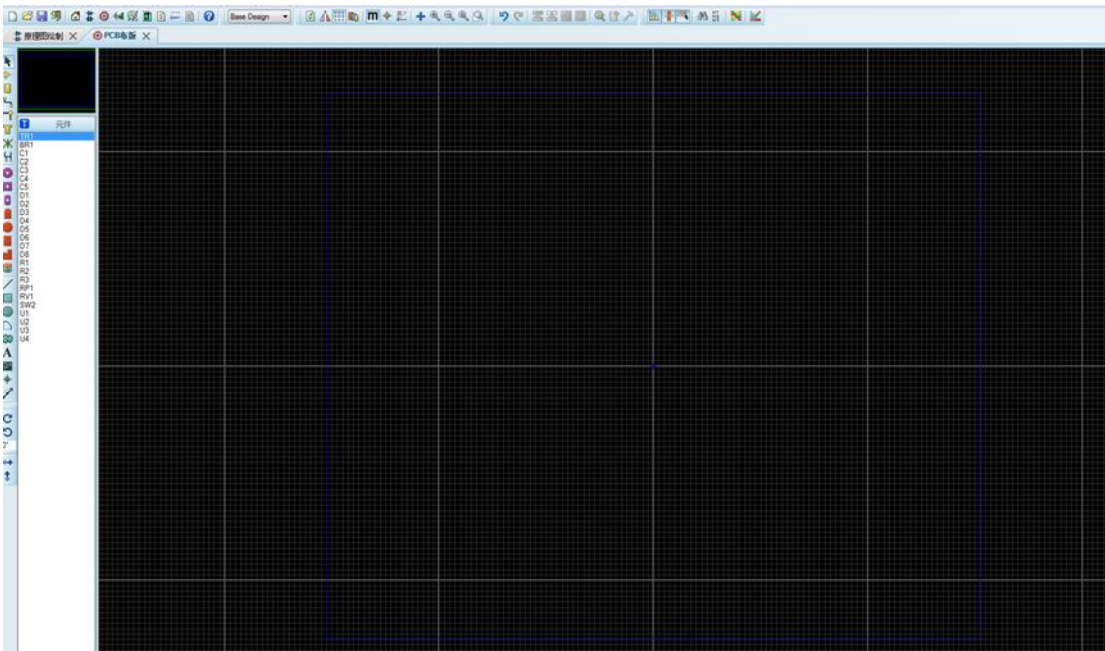 Base Design
m
原理图绘制 PCB布版
T 元件
TR1
BR1
C1
C2
C3
C4
C5
D1
D2
D3
D4
D5
D6
D7
D8
R1
R2
R3
RP1
RV1
SW2
U1
U2
U3
U4
A